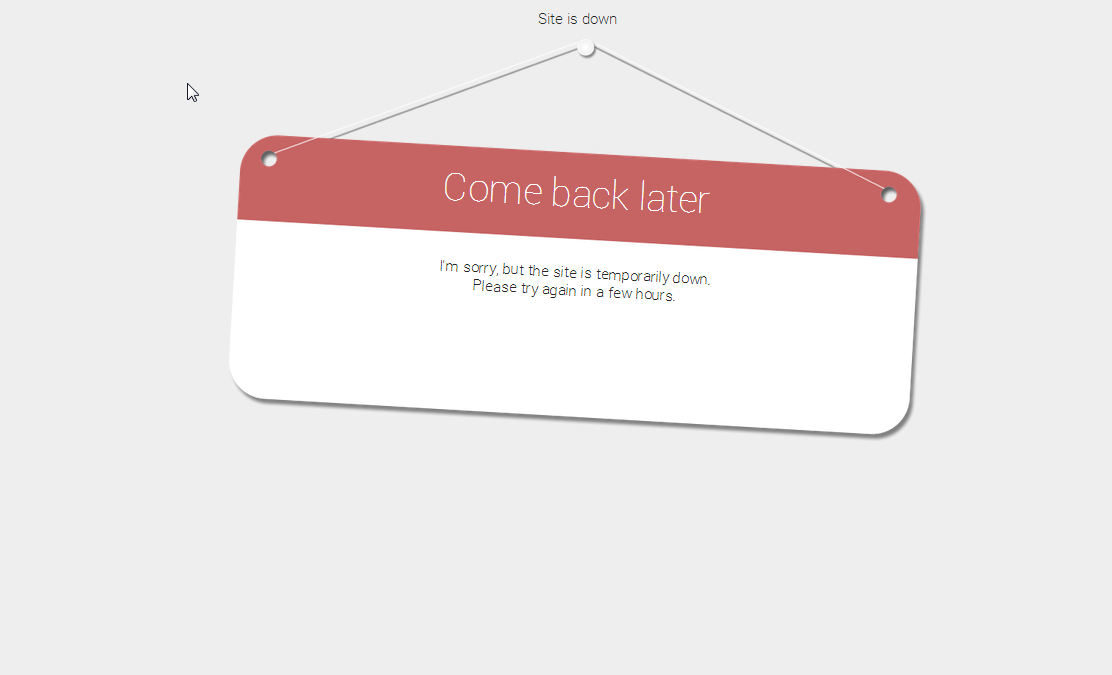 Site is down
Come back later
I'm sorry, but the site is temporarily down.
Please try again in a few hours.